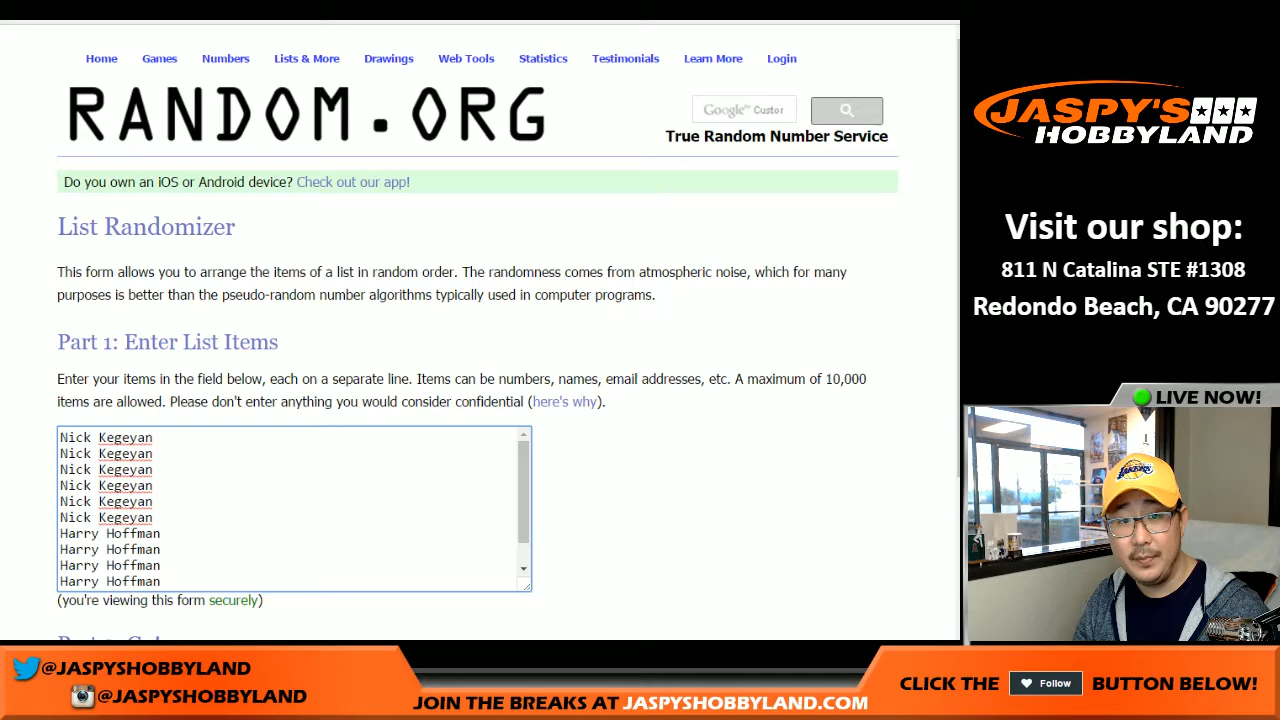 Home Games Numbers Lists & More Drawings Web Tools Statistics Testimonials Learn More Login
RANDOM.ORG
Google™ Custor
True Random Number Service
Do you own an iOS or Android device? Check out our app!
List Randomizer
This form allows you to arrange the items of a list in random order. The randomness comes from atmospheric noise, which for many
purposes is better than the pseudo-random number algorithms typically used in computer programs.
Part 1: Enter List Items
Enter your items in the field below, each on a separate line. Items can be numbers, names, email addresses, etc. A maximum of 10,000
items are allowed. Please don't enter anything you would consider confidential (here's why).
Nick Kegeyan
Nick Kegeyan
Nick Kegeyan
Nick Kegeyan
Nick Kegeyan
Nick Kegeyan
Harry Hoffman
Harry Hoffman
Harry Hoffman
Harry Hoffman
(you're viewing this form securely)
JASPY'S
HOBBYLAND
Visit our shop:
811 N Catalina STE #1308
Redondo Beach, CA 90277
LIVE NOW!
LAKERS
@JASPYSHOBBYLAND
@JASPYSHOBBYLAND
JOIN THE BREAKS AT JASPYSHOBBYLAND.COM
CLICK THE Follow BUTTON BELOW!